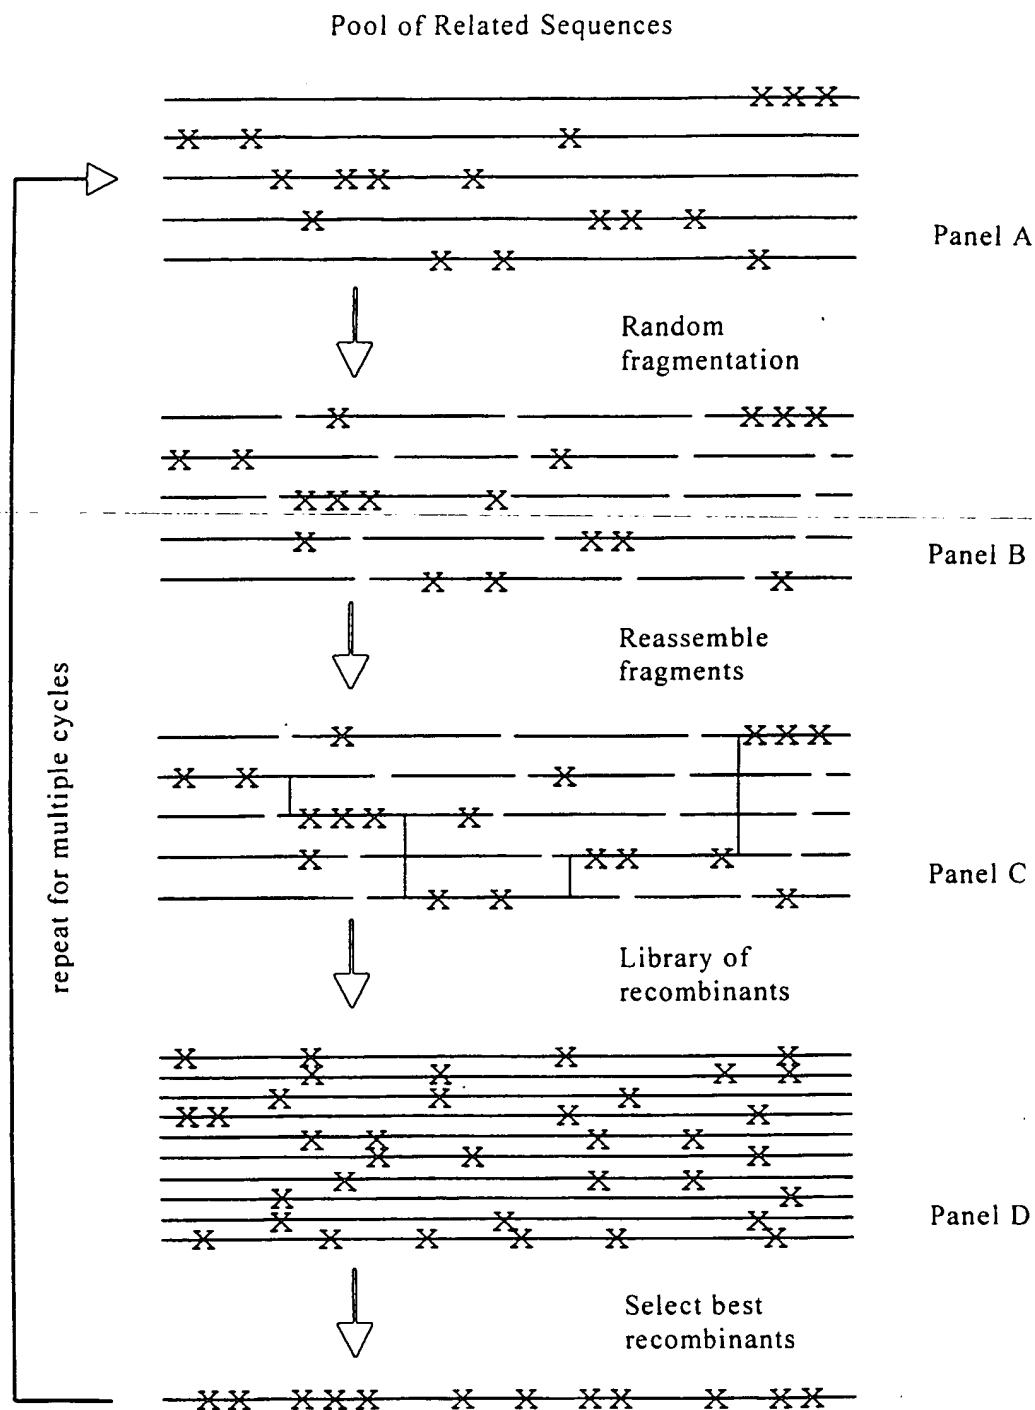 Pool of Related Sequences
Panel A
Random
fragmentation
Panel B
Reassemble
fragments
repeat for multiple cycles
Panel C
Library of
recombinants
Panel D
Select best
recombinants